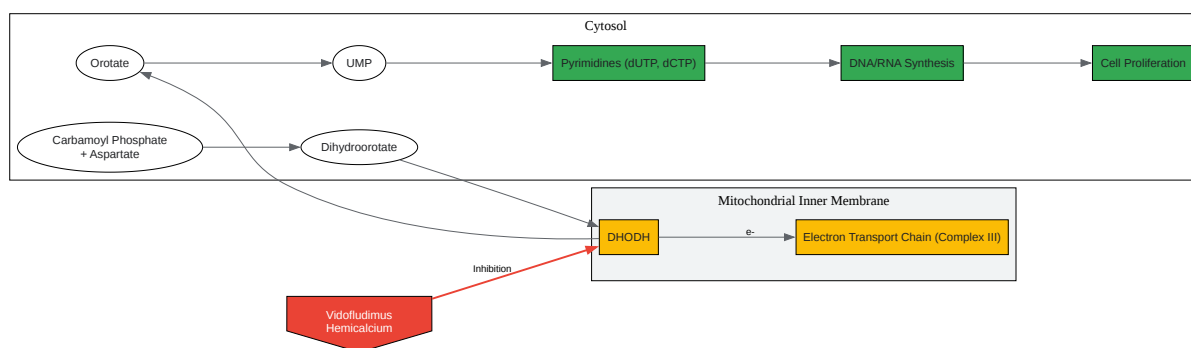 Cytosol
Orotate
UMP
Pyrimidines (dUTP, dCTP)
DNA/RNA Synthesis
Cell Proliferation
Carbamoyl Phosphate
+ Aspartate
Dihydroorotate
Mitochondrial Inner Membrane
DHODH
e-
Electron Transport Chain (Complex III)
Inhibition
Vidofludimus
Hemicalcium